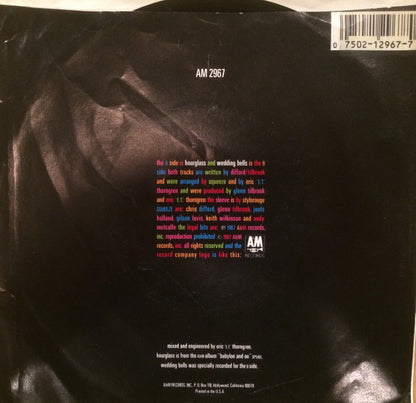 0 7502-12967-7
AM 2967
the A side is hourglass and wedding bells is the B
side both tracks are written by difford/tilbrook
and were arranged by squeeze and by eric 'E.T.'
thorngren and were produced by glenn tilbrook
and eric 'E.T.' thorngren the sleeve is by stylorouge
SQUEEZE are: chris difford, glenn tilbrook, jools
holland, gilson lavis, keith wilkinson and andy
metcalfe the legal bits are: ℗ 1987 A&M records,
inc. reproduction prohibited © 1987 A&M
records, inc. all rights reserved and the
record company logo is like this:
A&M
RECORDS
mixed and engineered by eric 'E.T.' thorngren.
hourglass is from the A&M album "babylon and on"
wedding bells was specially recorded for the B side.
A&M RECORDS, INC. P.O. Box 118, Hollywood, California 90078
Printed in the U.S.A.